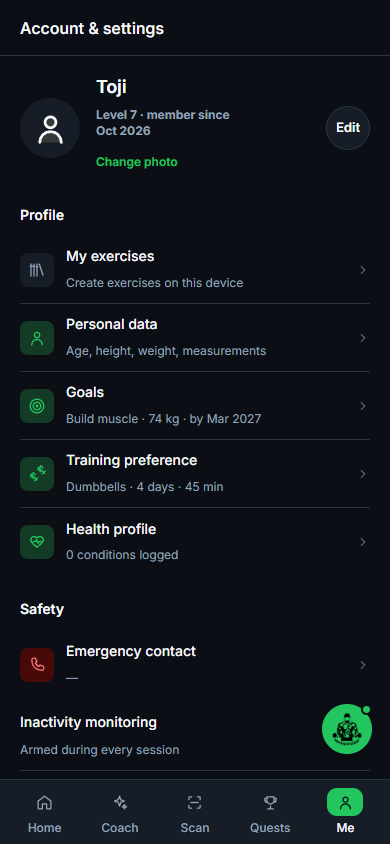 Account & settings
Toji
Level 7 · member since
Oct 2026
Change photo
Edit
Profile
My exercises
Create exercises on this device
Personal data
Age, height, weight, measurements
Goals
Build muscle · 74 kg · by Mar 2027
Training preference
Dumbbells · 4 days · 45 min
Health profile
0 conditions logged
Safety
Emergency contact
—
Inactivity monitoring
Armed during every session
Home
Coach
Scan
Quests
Me